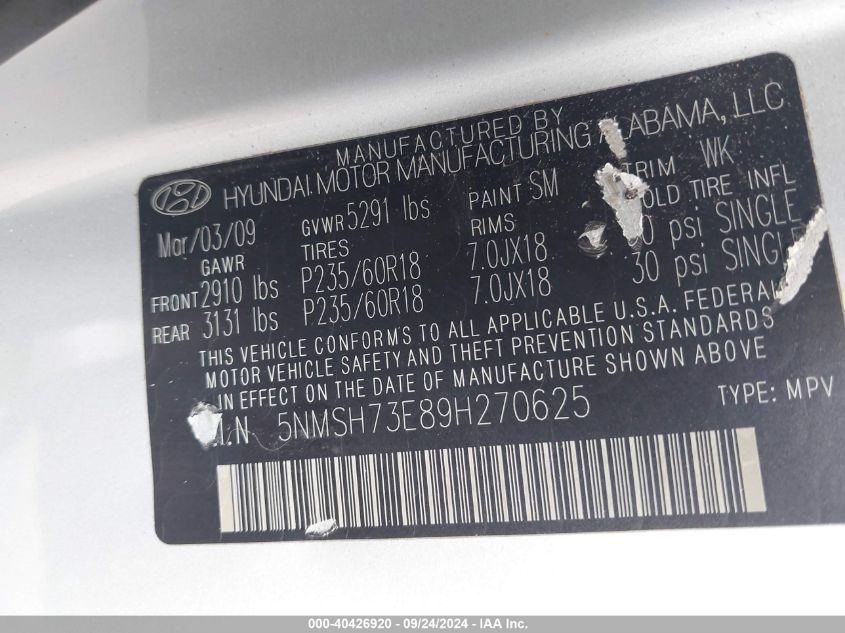 MANUFACTURED BY
HYUNDAI MOTOR MANUFACTURING ALABAMA, LLC
Mar/03/09 GVWR 5291 lbs PAINT SM TRIM WK
GAWR TIRES RIMS OLD TIRE INFL
FRONT 2910 lbs P235/60R18 7.0JX18 0 psi SINGLE
REAR 3131 lbs P235/60R18 7.0JX18 30 psi SINGLE
THIS VEHICLE CONFORMS TO ALL APPLICABLE U.S.A. FEDERAL
MOTOR VEHICLE SAFETY AND THEFT PREVENTION STANDARDS
IN EFFECT ON THE DATE OF MANUFACTURE SHOWN ABOVE
.I.N 5NMSH73E89H270625 TYPE: MPV
000-40426920 - 09/24/2024 - IAA Inc.